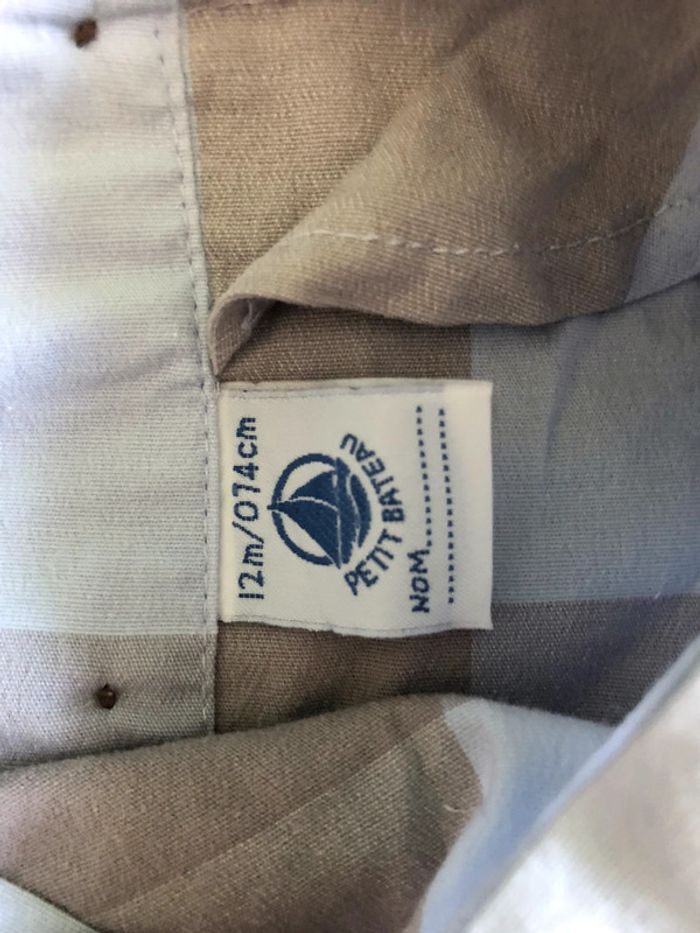 12m/074cm
PETIT BATEAU
NOM..............
..................